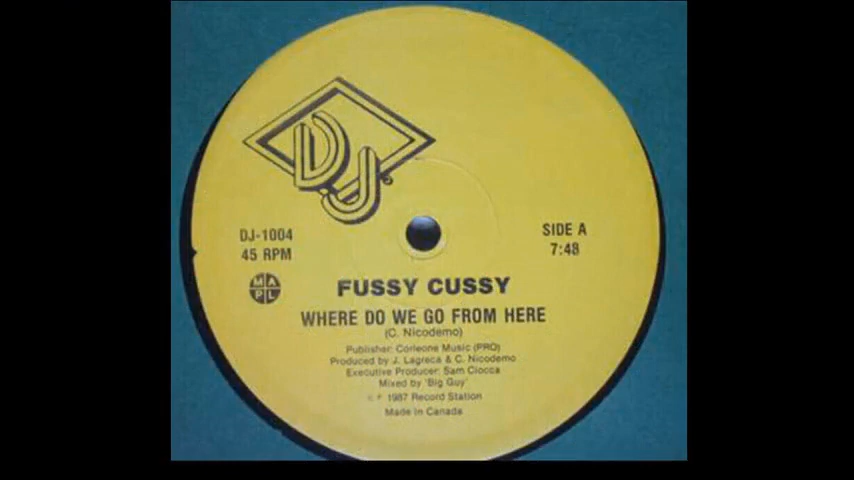 DJ
DJ-1004
45 RPM
SIDE A
7:48
MAPL
FUSSY CUSSY
WHERE DO WE GO FROM HERE
(C. Nicodemo)
Publisher: Corleone Music (PRO)
Produced by J. Lagreca & C. Nicodemo
Executive Producer: Sam Ciocca
Mixed by 'Big Guy'
© ℗ 1987 Record Station
Made in Canada